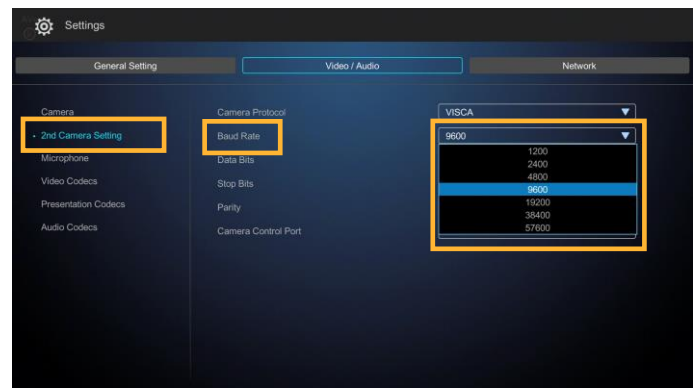 Settings
General Setting Video / Audio Network
Camera Camera Protocol VISCA
2nd Camera Setting Baud Rate 9600
Microphone Data Bits 1200
2400
Video Codecs Stop Bits 4800
9600
Presentation Codecs Parity 19200
38400
Audio Codecs Camera Control Port 57600